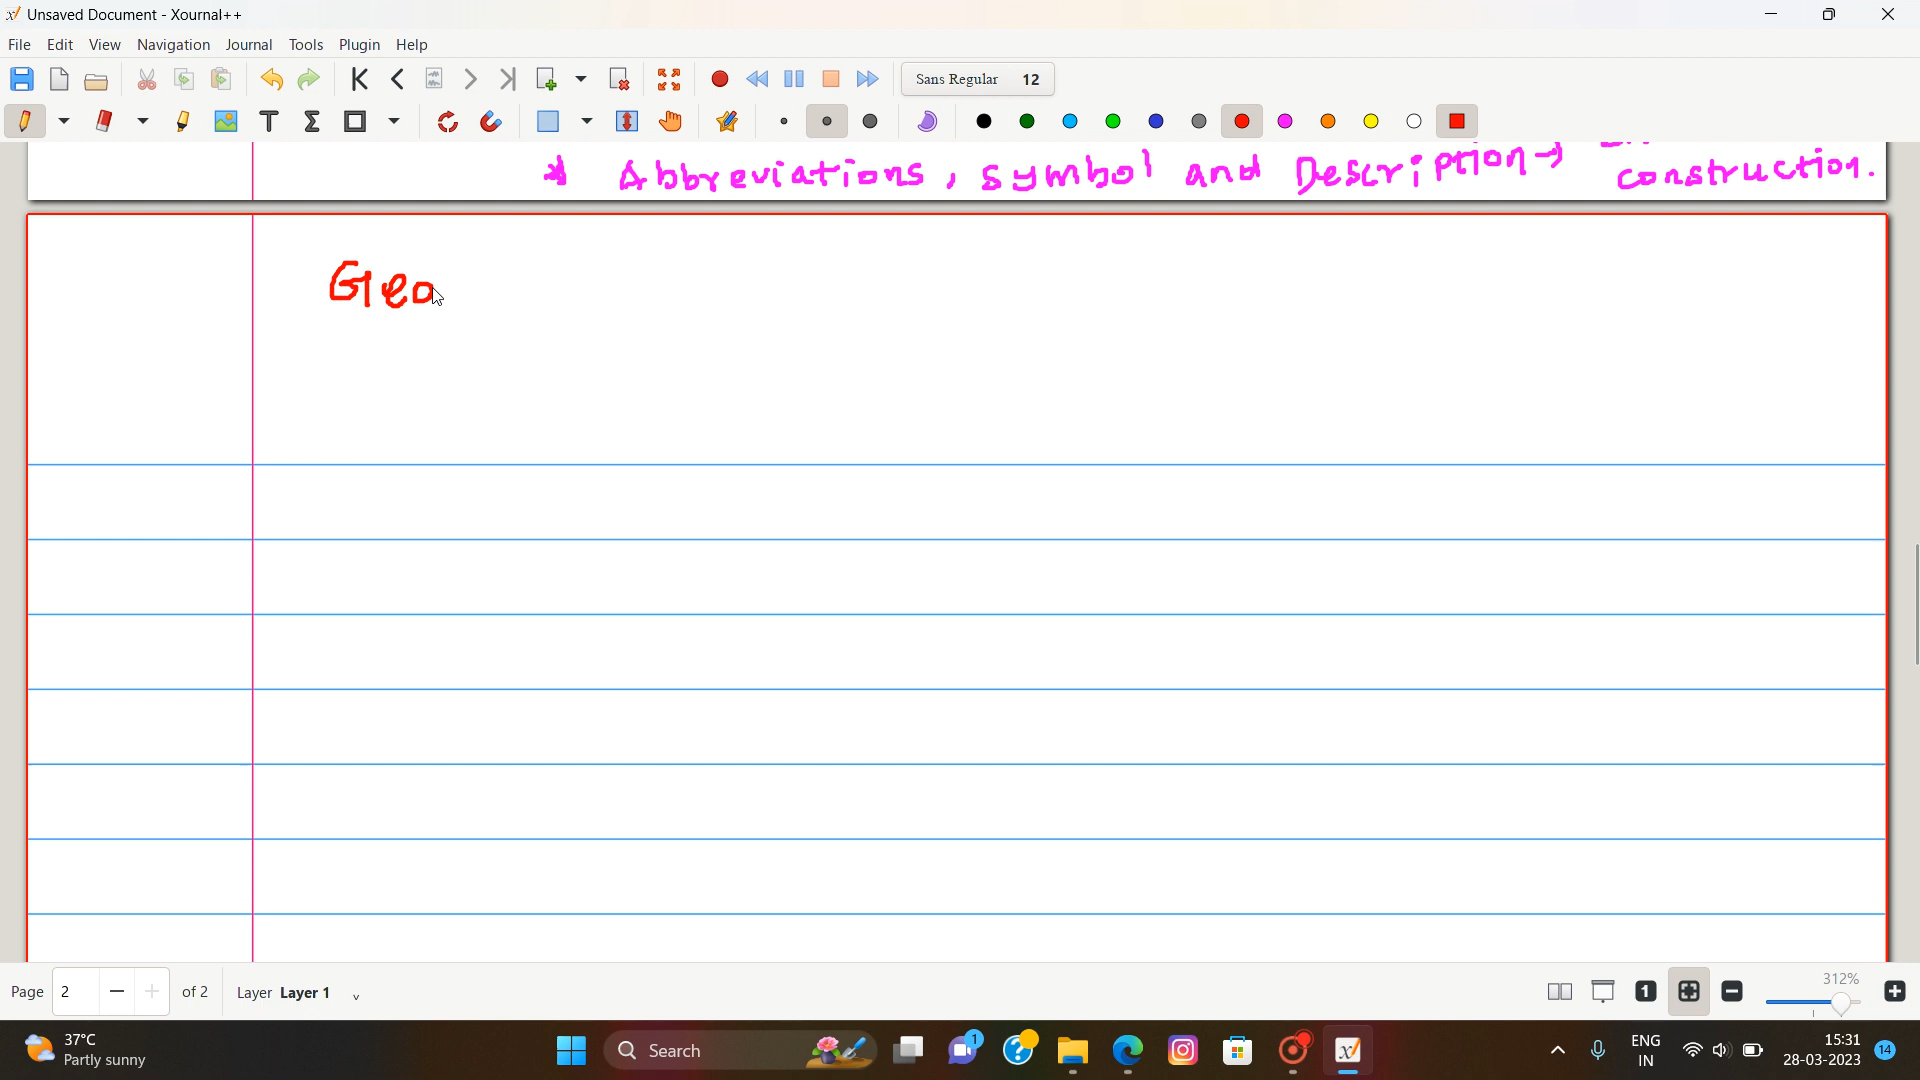 Unsaved Document - Xournal++
File Edit View Navigation Journal Tools Plugin Help
Sans Regular 12
Abbreviations, symbol and Description→ construction.
Geo
Page 2 of 2 Layer Layer 1
312%
37°C
Partly sunny
Search
1
ENG
IN
15:31
28-03-2023
14